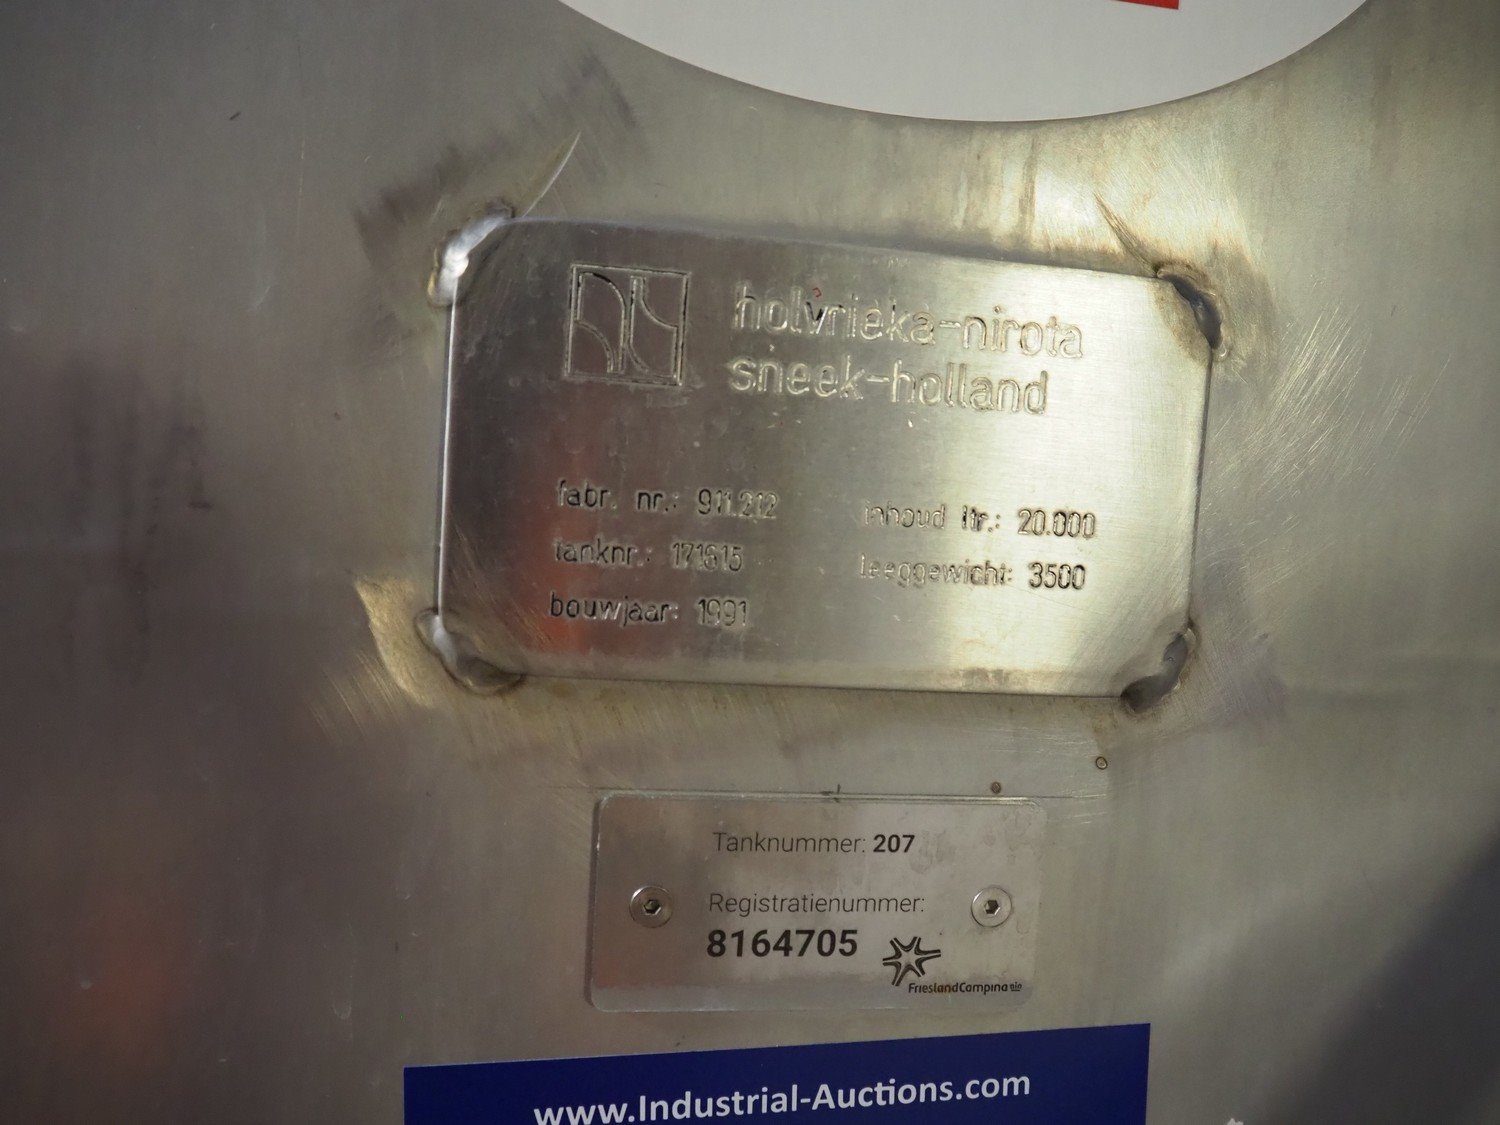 holvrieka-nirota
sneek-holland
fabr. nr.: 911.212
inhoud ltr.: 20.000
tanknr.: 171615
leeggewicht: 3500
bouwjaar: 1991
Tanknummer: 207
Registratienummer:
8164705
FrieslandCampina
www.Industrial-Auctions.com